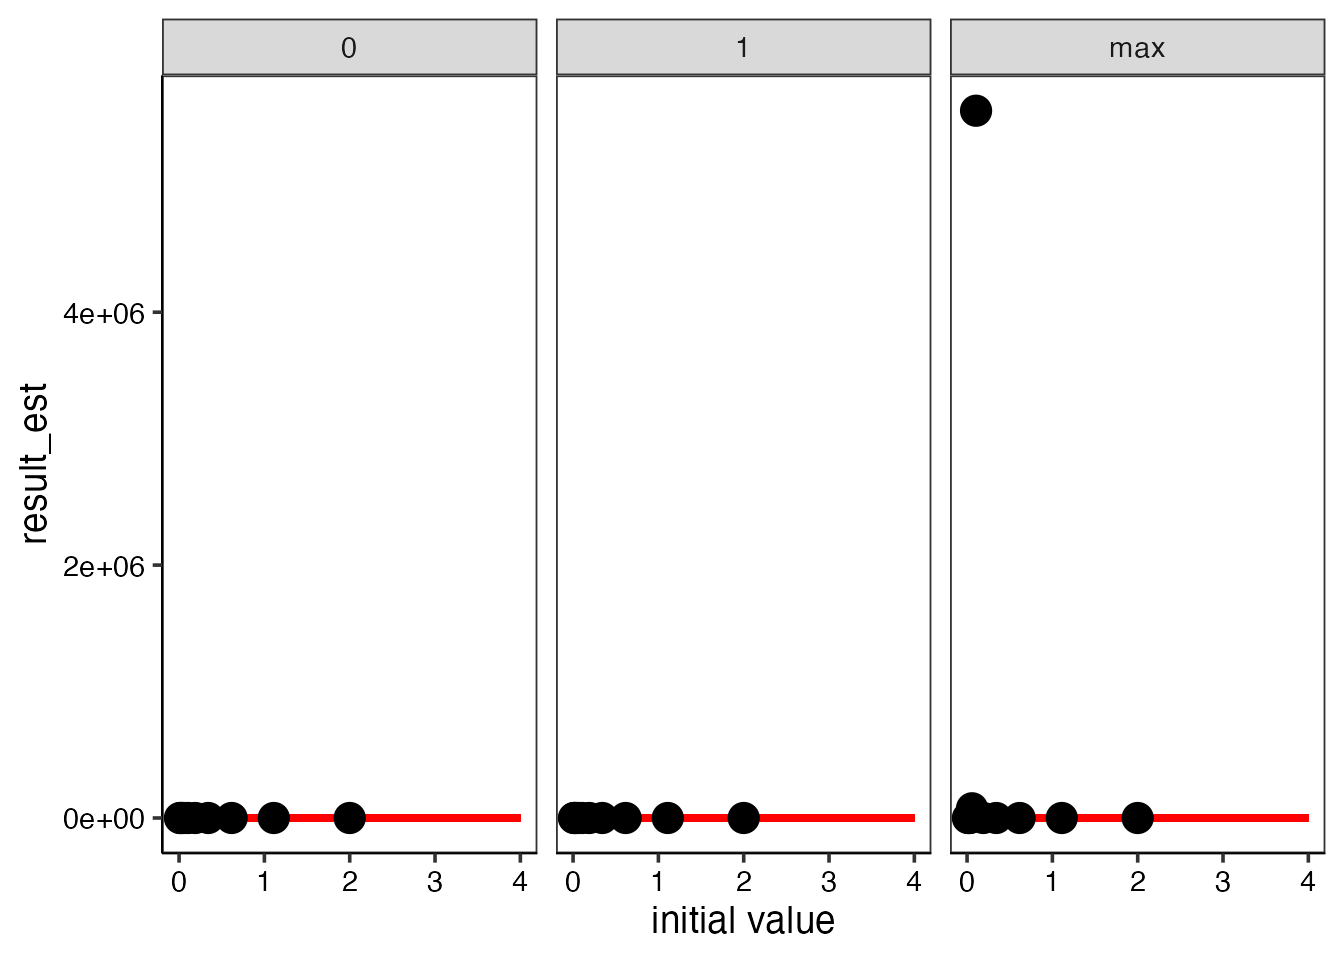 0 1 max
result_est
4e+06
2e+06
0e+00
0 1 2 3 4 0 1 2 3 4 0 1 2 3 4
initial value